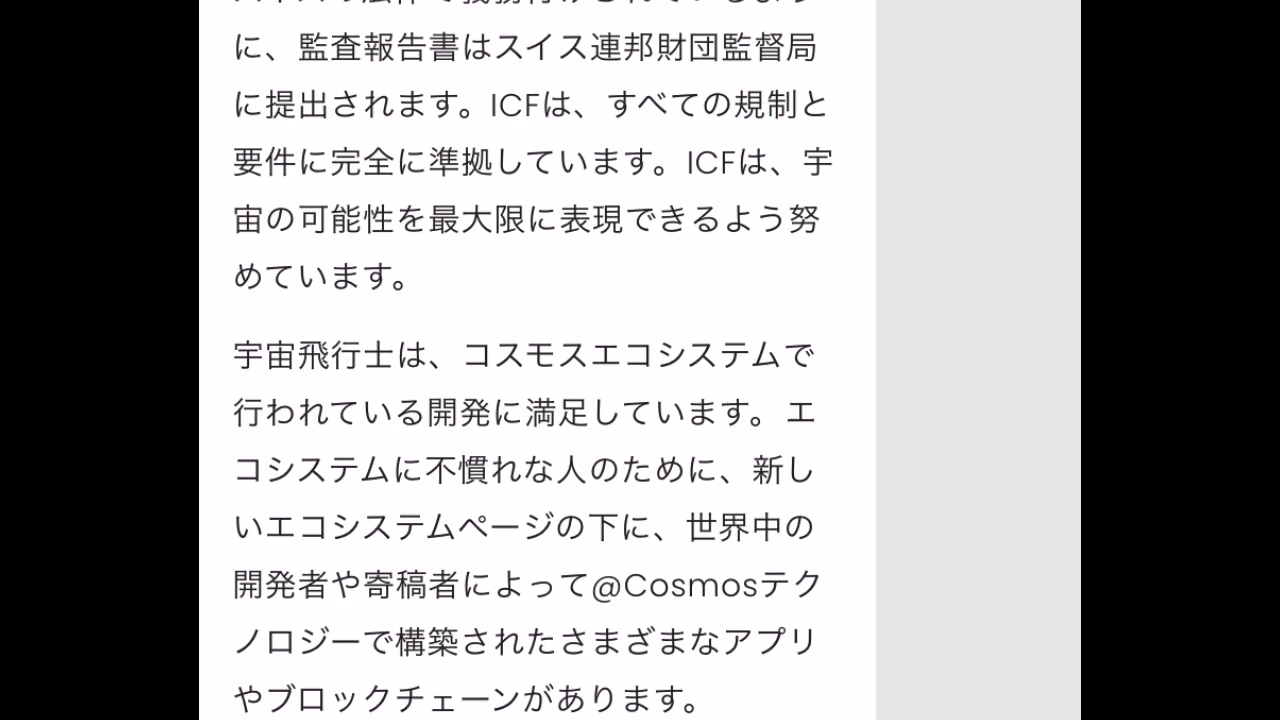 に、監査報告書はスイス連邦財団監督局
に提出されます。ICFは、すべての規制と
要件に完全に準拠しています。ICFは、宇
宙の可能性を最大限に表現できるよう努
めています。
宇宙飛行士は、コスモスエコシステムで
行われている開発に満足しています。 エ
コシステムに不慣れな人のために、新し
いエコシステムページの下に、世界中の
開発者や寄稿者によって@Cosmosテク
ノロジーで構築されたさまざまなアプリ
やブロックチェーンがあります。